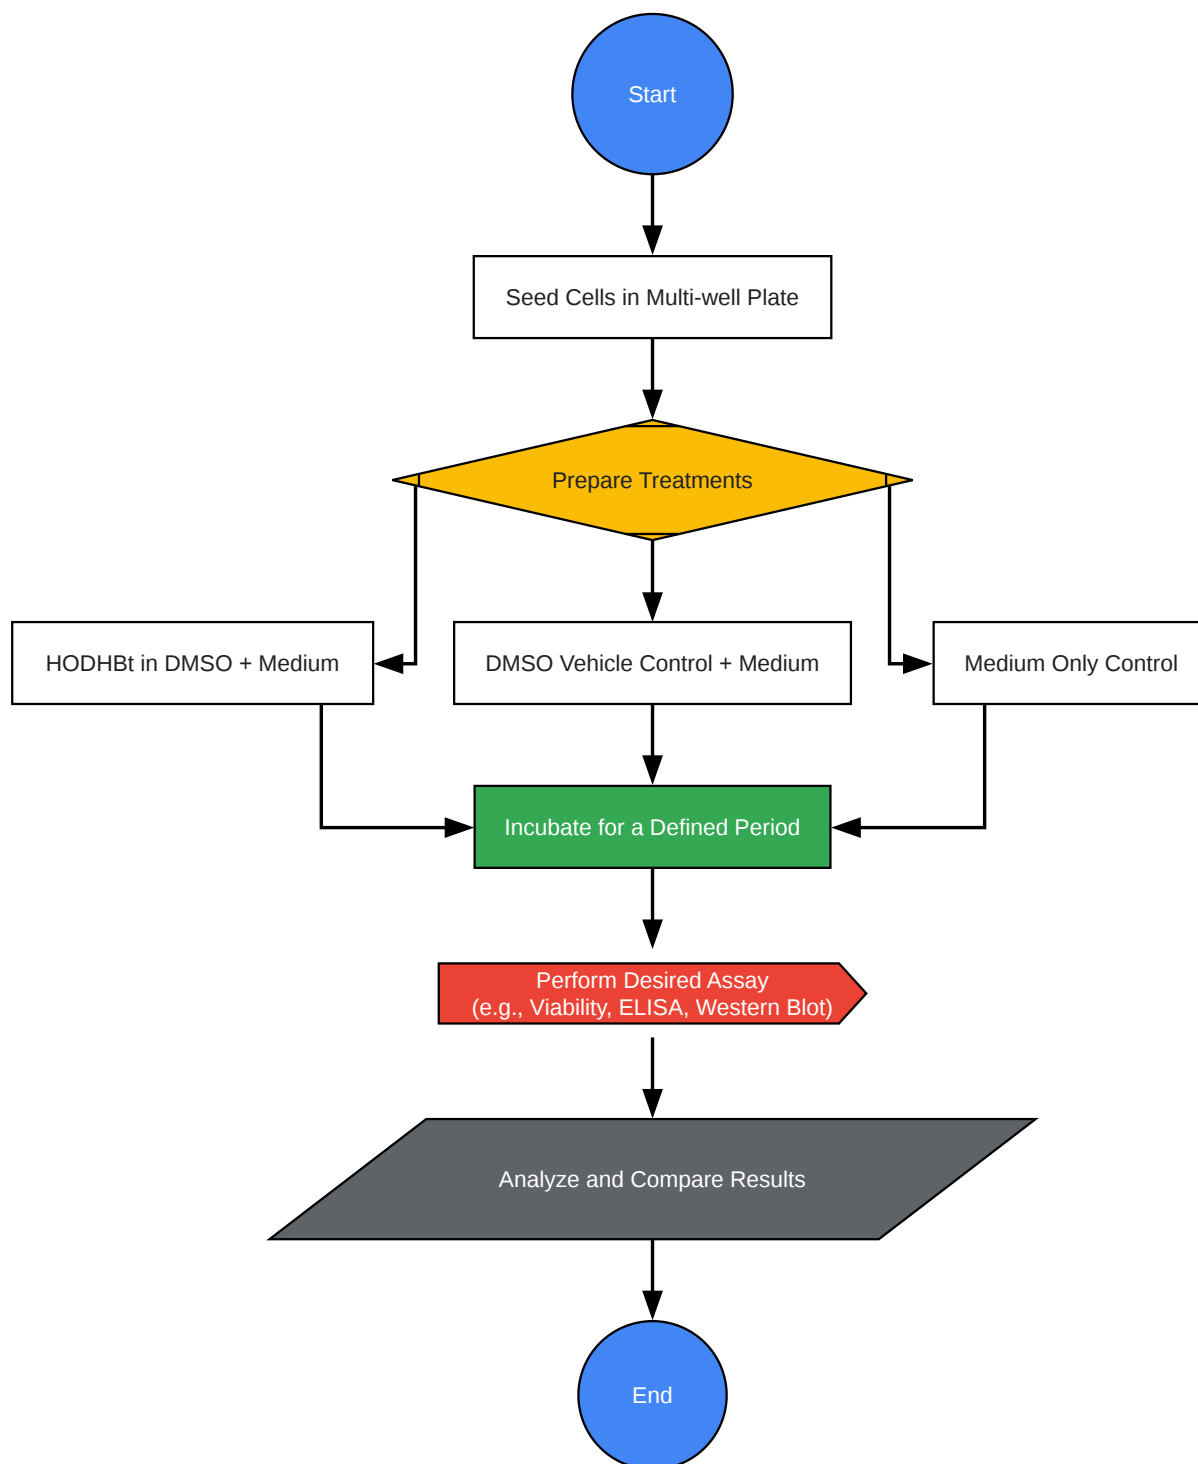 Start
Seed Cells in Multi-well Plate
Prepare Treatments
HODHBt in DMSO + Medium
DMSO Vehicle Control + Medium
Medium Only Control
Incubate for a Defined Period
Perform Desired Assay
(e.g., Viability, ELISA, Western Blot)
Analyze and Compare Results
End